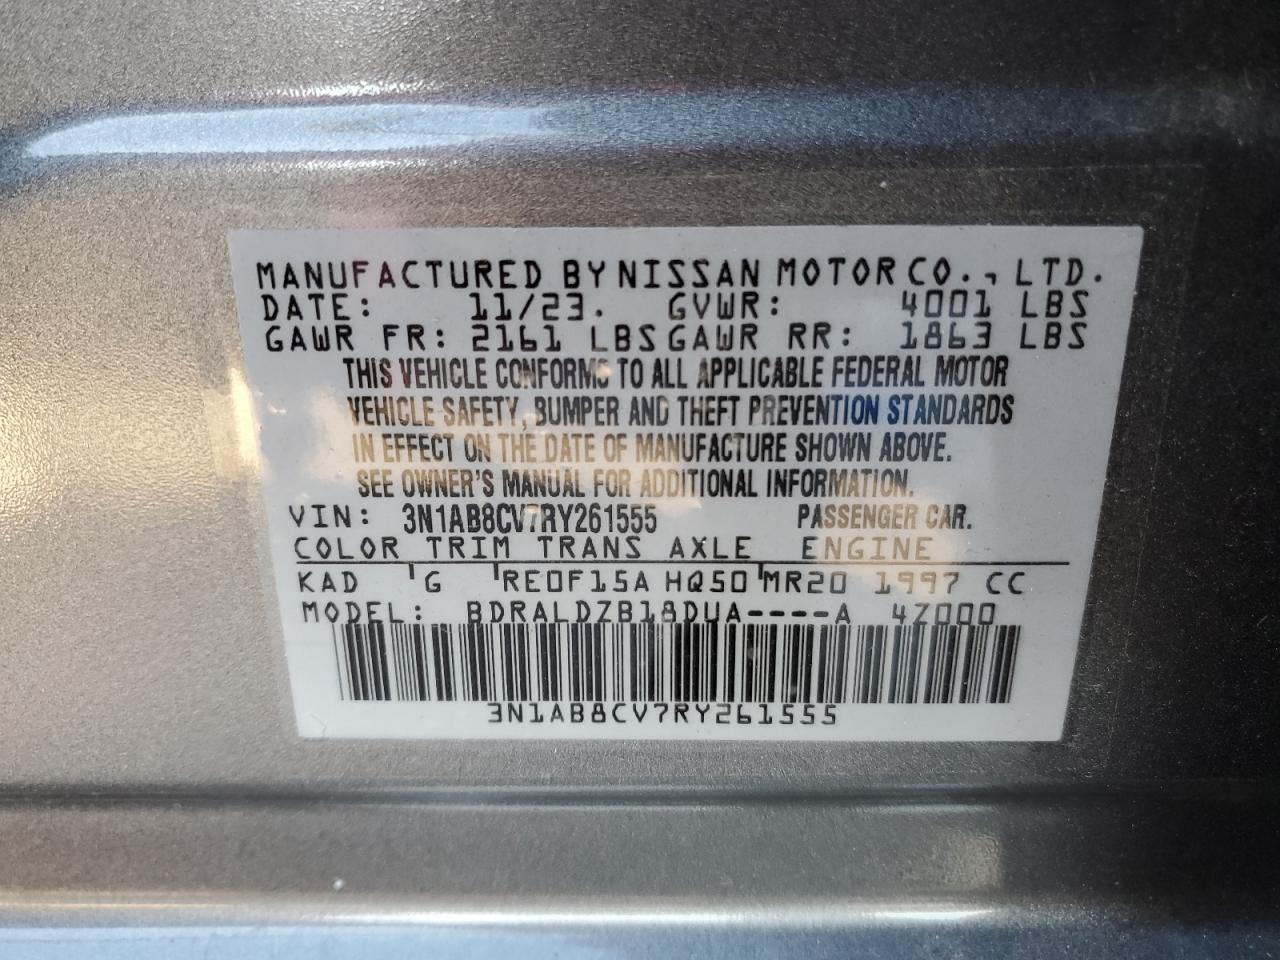 MANUFACTURED BY NISSAN MOTOR CO., LTD.
DATE: 11/23. GVWR: 4001 LBS
GAWR FR: 2161 LBS GAWR RR: 1863 LBS
THIS VEHICLE CONFORMS TO ALL APPLICABLE FEDERAL MOTOR
VEHICLE SAFETY, BUMPER AND THEFT PREVENTION STANDARDS
IN EFFECT ON THE DATE OF MANUFACTURE SHOWN ABOVE.
SEE OWNER'S MANUAL FOR ADDITIONAL INFORMATION.
VIN: 3N1AB8CV7RY261555 PASSENGER CAR.
COLOR TRIM TRANS AXLE ENGINE
KAD G RE0F15A HQ50 MR20 1997 CC
MODEL: BDRALDZB18DUA----A 4Z000
3N1AB8CV7RY261555